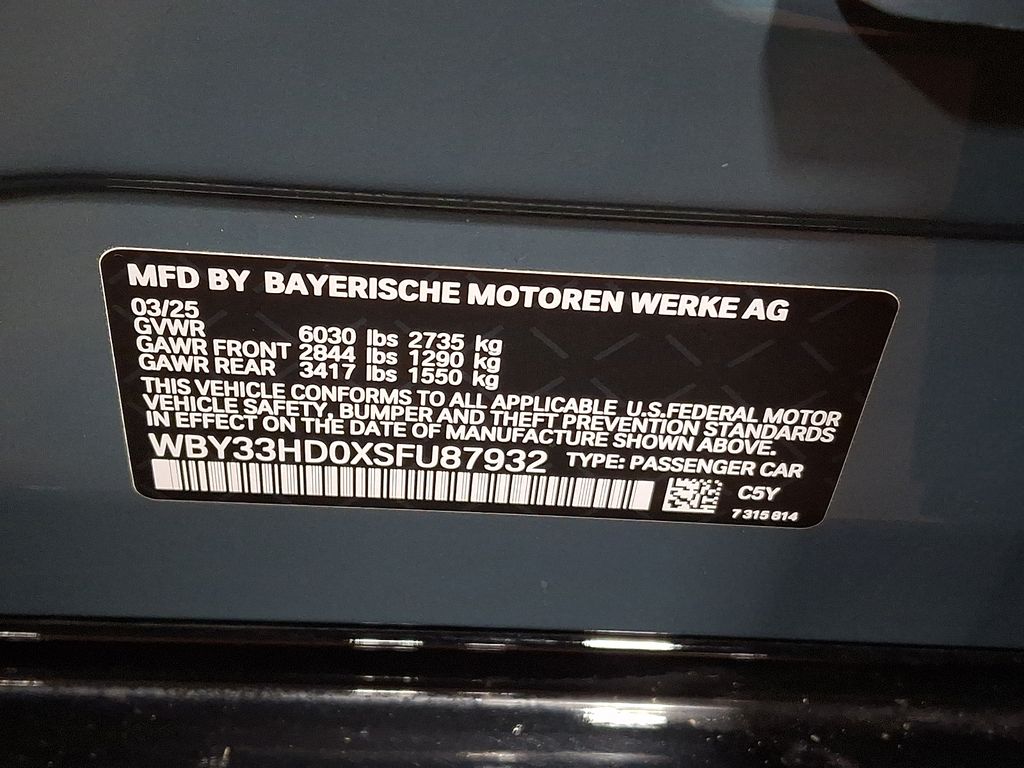 MFD BY BAYERISCHE MOTOREN WERKE AG
03/25
GVWR 6030 lbs 2735 kg
GAWR FRONT 2844 lbs 1290 kg
GAWR REAR 3417 lbs 1550 kg
THIS VEHICLE CONFORMS TO ALL APPLICABLE U.S.FEDERAL MOTOR
VEHICLE SAFETY, BUMPER AND THEFT PREVENTION STANDARDS
IN EFFECT ON THE DATE OF MANUFACTURE SHOWN ABOVE.
WBY33HD0XSFU87932 TYPE: PASSENGER CAR
C5Y
7 315 814